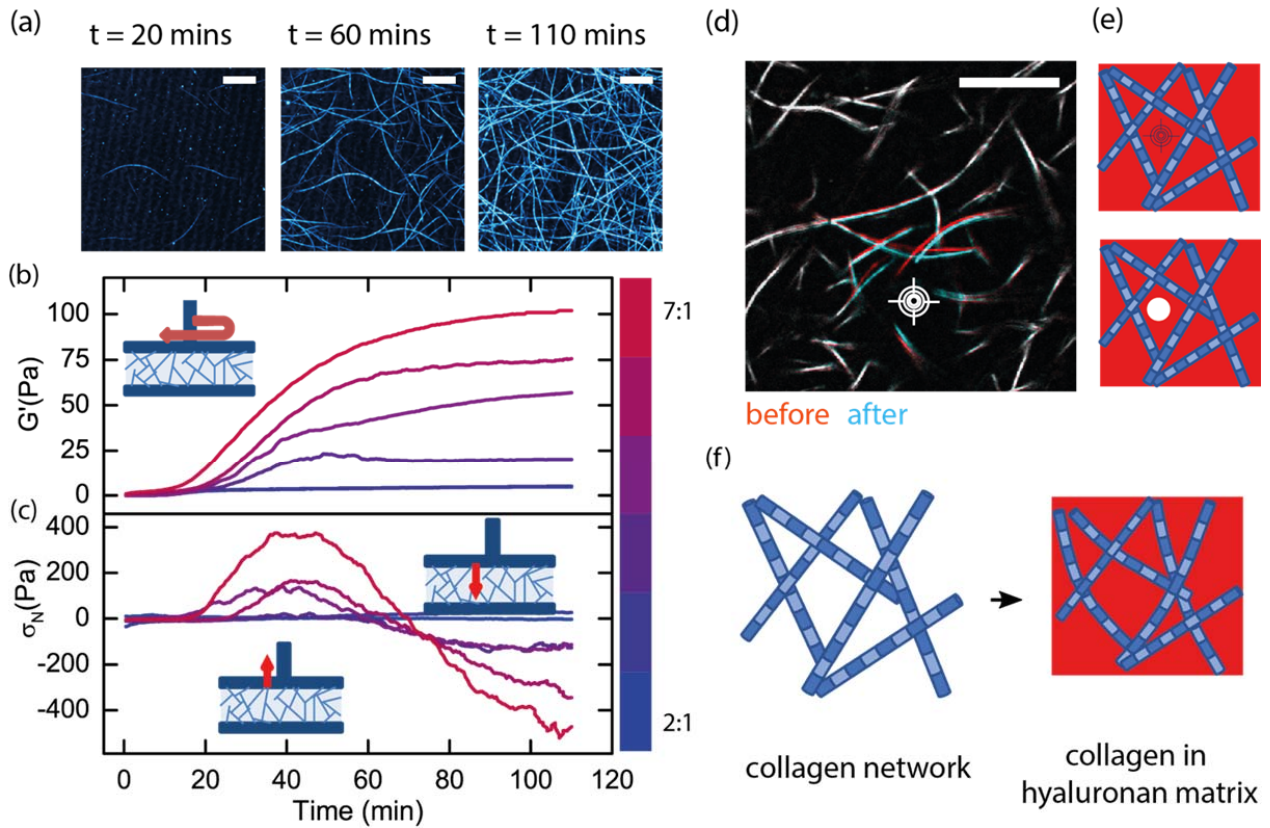 (a)
t = 20 mins
t = 60 mins
t = 110 mins
(b)
G'(Pa)
100
75
50
25
0
7:1
(c)
σN(Pa)
400
200
0
-200
-400
2:1
0
20
40
60
80
100
120
Time (min)
(d)
before after
(e)
(f)
collagen network
collagen in
hyaluronan matrix